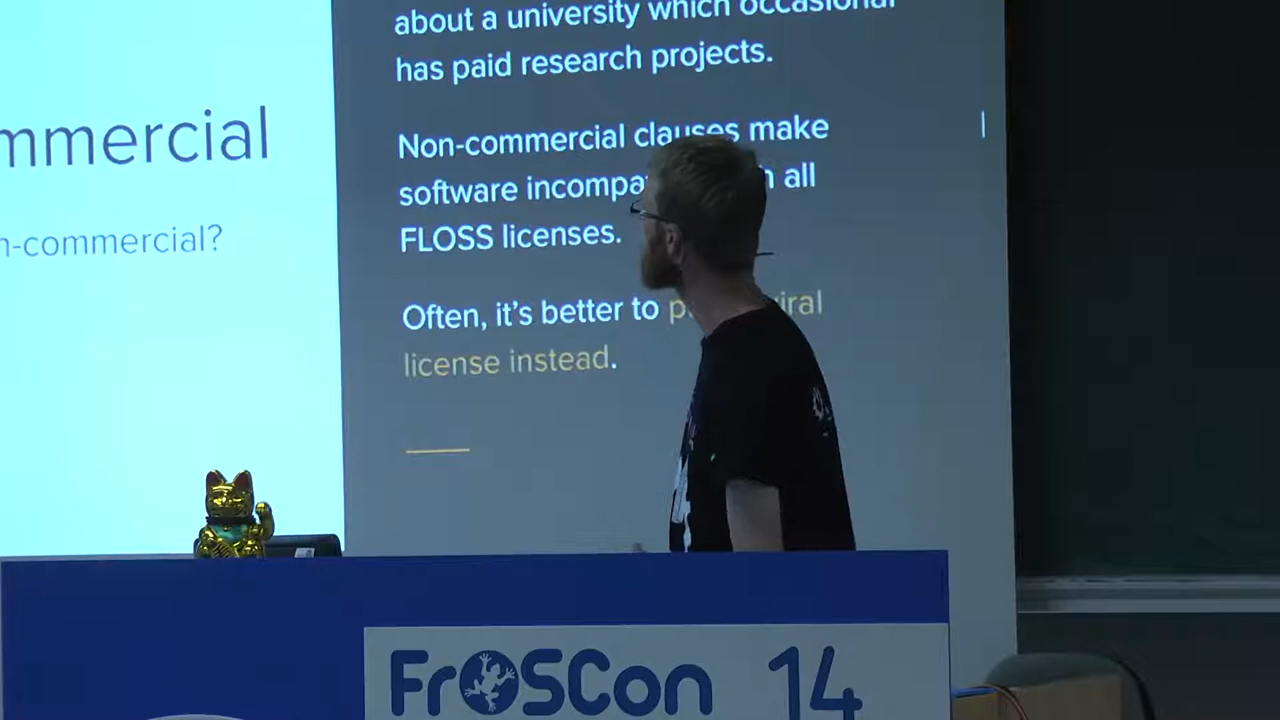 mmercial
n-commercial?
about a university which occasional
has paid research projects.
Non-commercial clauses make
software incompa all
FLOSS licenses.
Often, it's better to
license instead.
FrOSCon 14